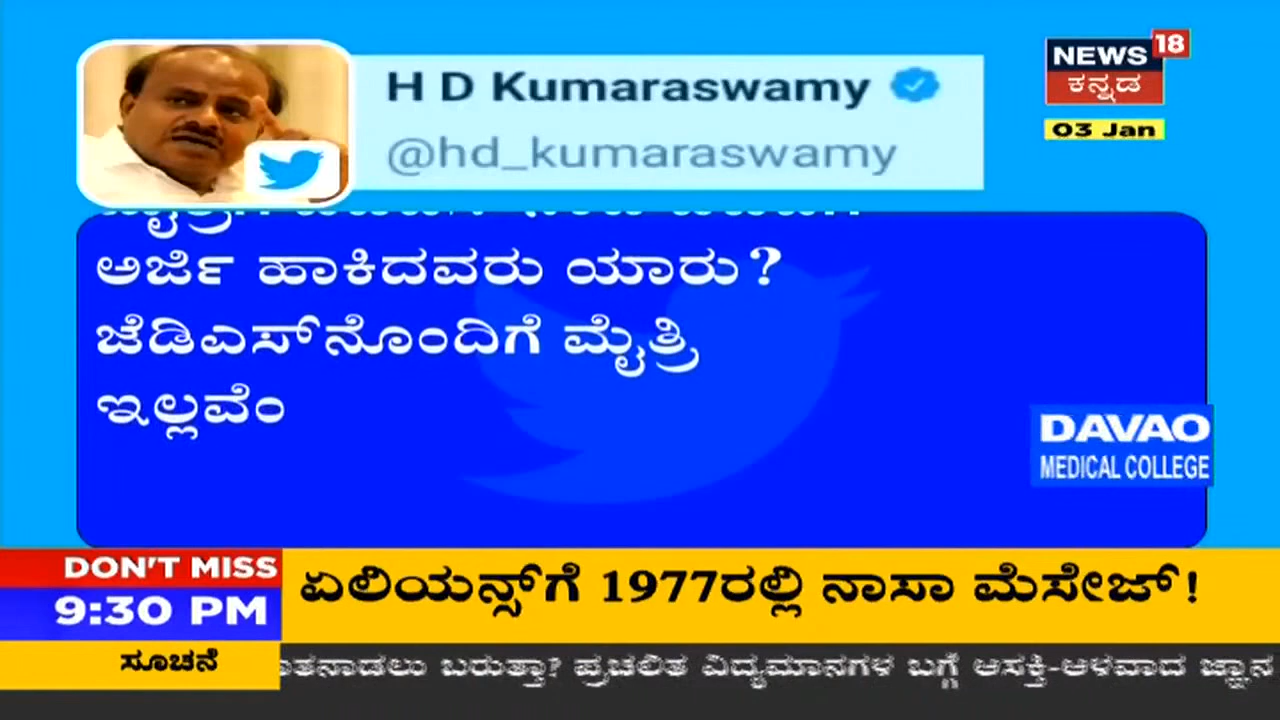 H D Kumaraswamy
@hd_kumaraswamy
NEWS 18
ಕನ್ನಡ
03 Jan
ಅರ್ಜಿ ಹಾಕಿದವರು ಯಾರು?
ಜೆಡಿಎಸ್‌ನೊಂದಿಗೆ ಮೈತ್ರಿ
ಇಲ್ಲವೆಂ
DAVAO
MEDICAL COLLEGE
DON'T MISS
9:30 PM
ಏಲಿಯನ್ಸ್‌ಗೆ 1977ರಲ್ಲಿ ನಾಸಾ ಮೆಸೇಜ್!
ಸೂಚನೆ
ಬರುತ್ತಾ? ಪ್ರಚಲಿತ ವಿದ್ಯಮಾನಗಳ ಬಗ್ಗೆ ಆಸಕ್ತಿ-ಆಳವಾದ ಜ್ಞಾನ